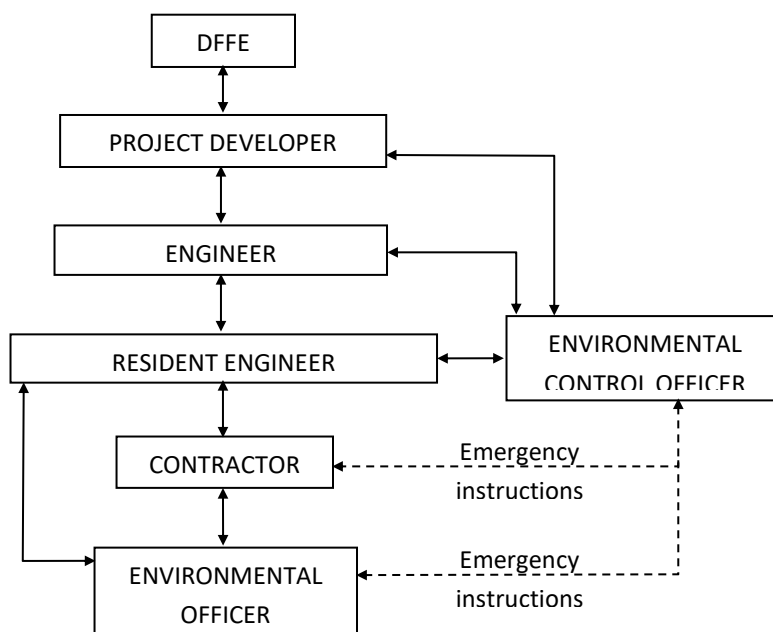 DFFE
PROJECT DEVELOPER
ENGINEER
RESIDENT ENGINEER
ENVIRONMENTAL
CONTROL OFFICER
CONTRACTOR
Emergency
instructions
ENVIRONMENTAL
OFFICER
Emergency
instructions